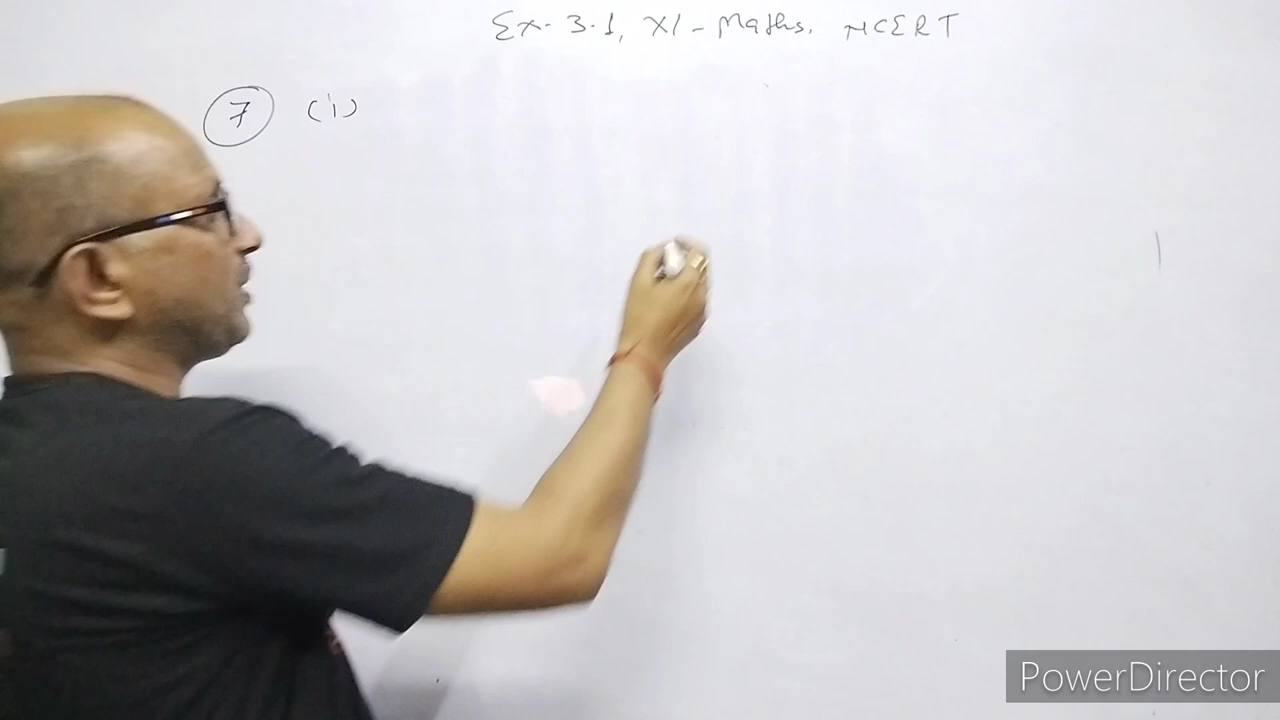 Ex. 3.1, XI - Maths. NCERT
7 (i)
PowerDirector